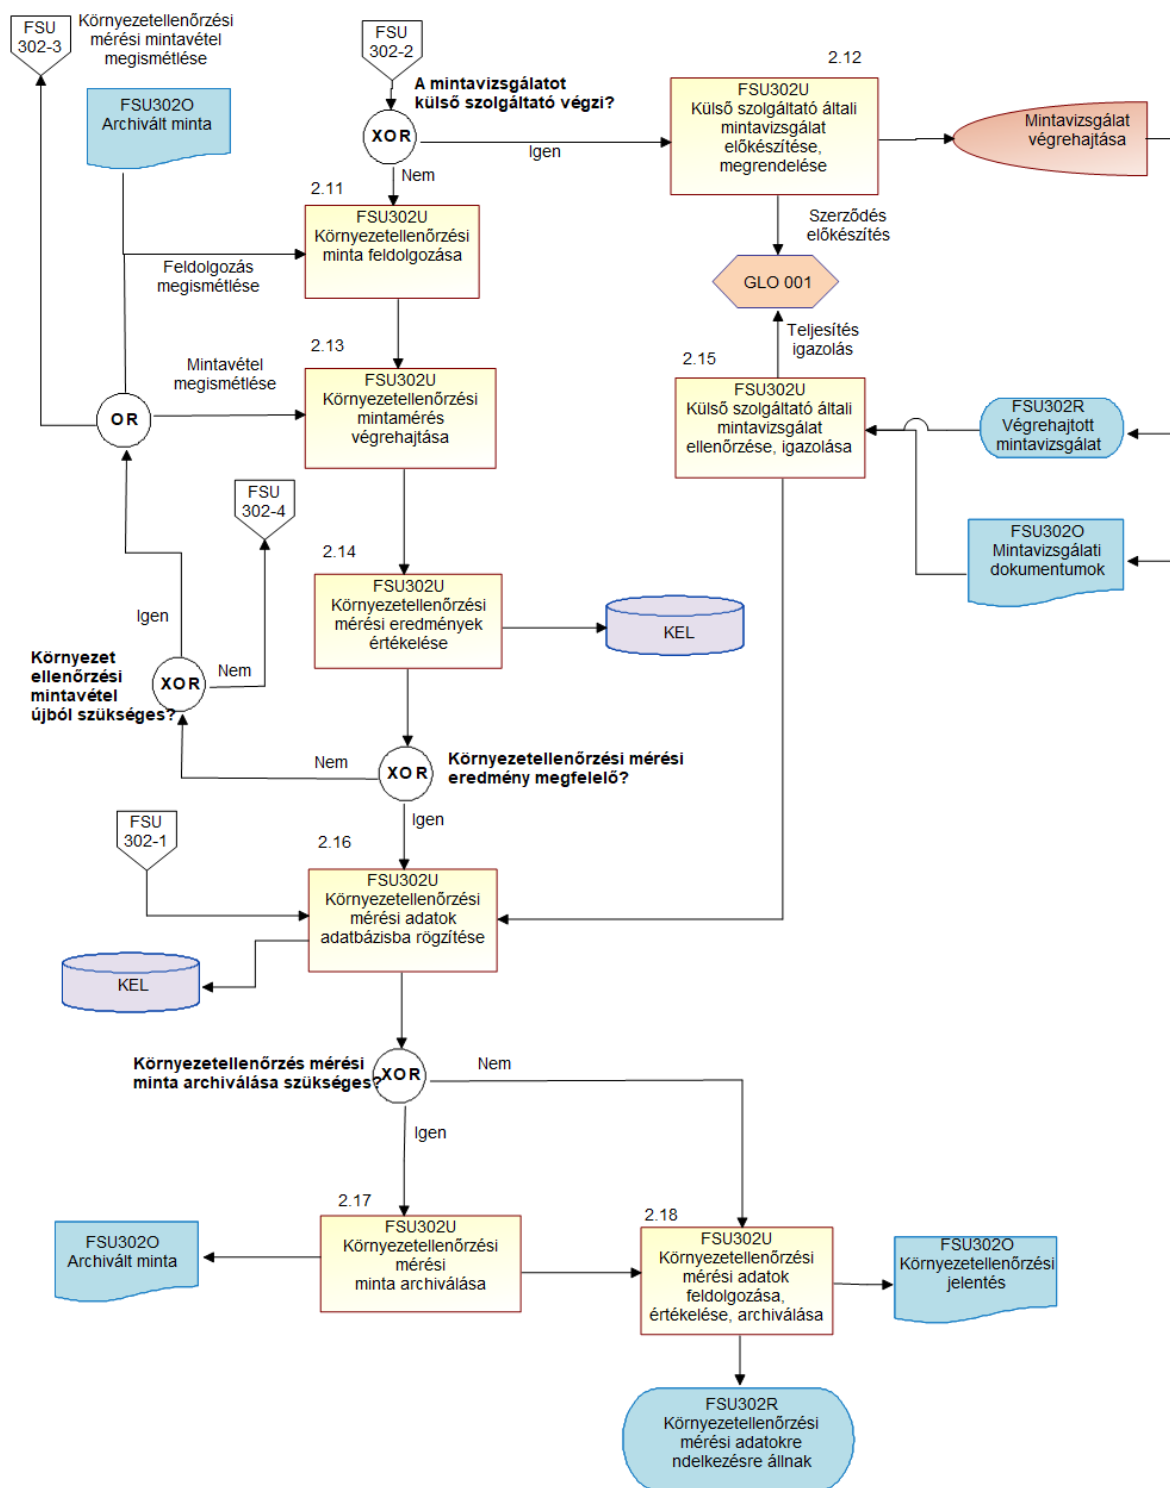 FSU
302-3
Környezetellenőrzési
mérési mintavétel
megismétlése
FSU
302-2
A mintavizsgálatot
külső szolgáltató végzi?
2.12
FSU302O
Archivált minta
XOR
Igen
Nem
FSU302U
Külső szolgáltató általi
mintavizsgálat
előkészítése,
megrendelése
Mintavizsgálat
végrehajtása
2.11
FSU302U
Környezetellenőrzési
minta feldolgozása
Szerződés
előkészítés
Feldolgozás
megismétlése
GLO 001
Teljesítés
igazolás
2.13
2.15
Mintavétel
megismétlése
FSU302U
Környezetellenőrzési
mintamérés
végrehajtása
FSU302U
Külső szolgáltató általi
mintavizsgálat
ellenőrzése, igazolása
OR
FSU302R
Végrehajtott
mintavizsgálat
FSU
302-4
2.14
FSU302O
Mintavizsgálati
dokumentumok
FSU302U
Környezetellenőrzési
mérési eredmények
értékelése
KEL
Igen
Környezet
ellenőrzési
mintavétel
újból szükséges?
XOR
Nem
Nem
XOR
Környezetellenőrzési mérési
eredmény megfelelő?
Igen
FSU
302-1
2.16
FSU302U
Környezetellenőrzési
mérési adatok
adatbázisba rögzítése
KEL
Környezetellenőrzés mérési
minta archiválása szükséges?
XOR
Nem
Igen
2.17
2.18
FSU302O
Archivált minta
FSU302U
Környezetellenőrzési
mérési
minta archiválása
FSU302U
Környezetellenőrzési
mérési adatok
feldolgozása,
értékelése, archiválása
FSU302O
Környezetellenőrzési
jelentés
FSU302R
Környezetellenőrzési
mérési adatokre
ndelkezésre állnak